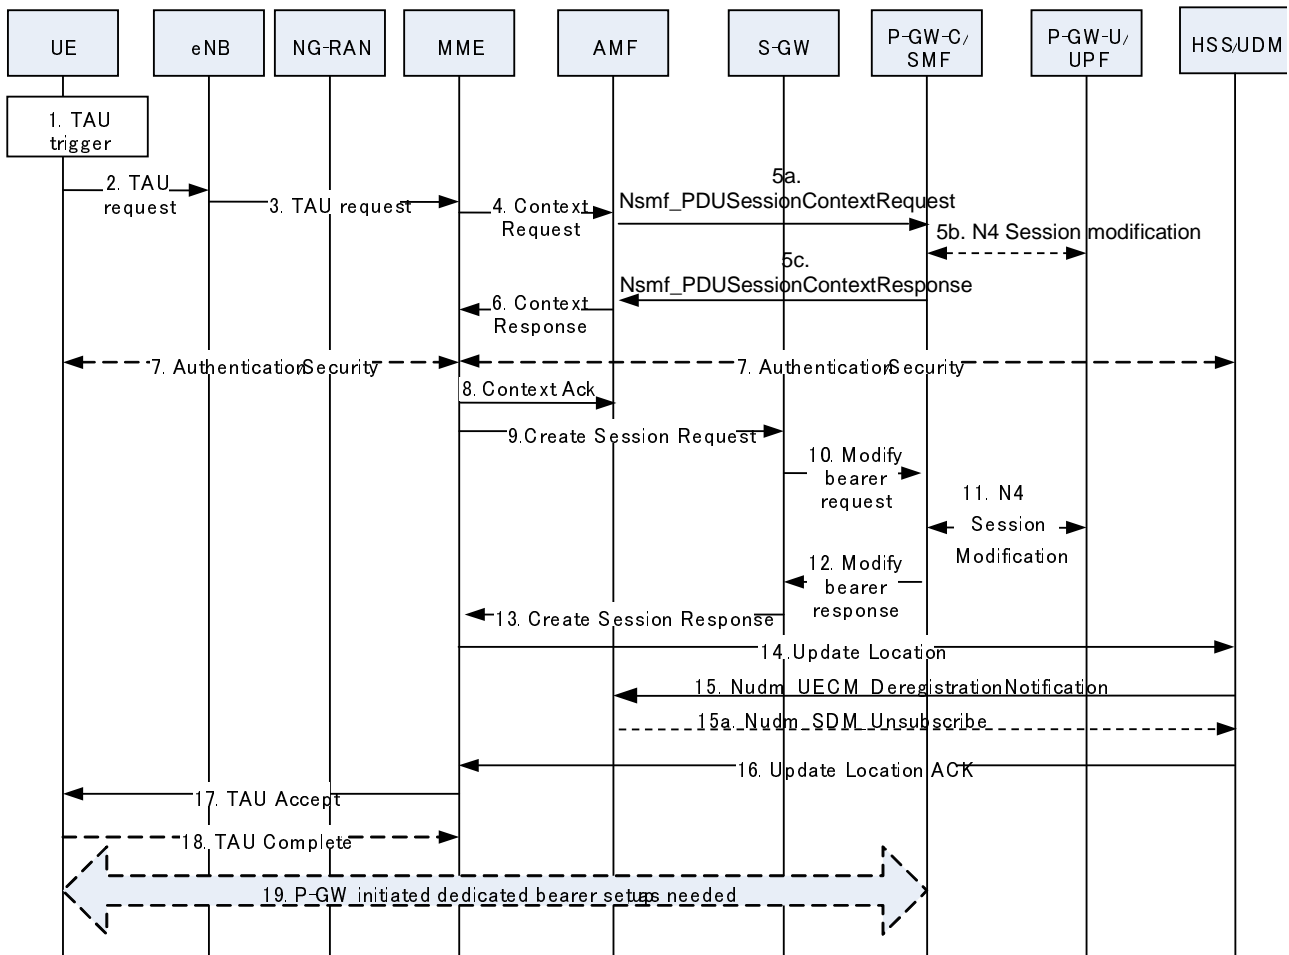 UE
eNB
NG-RAN
MME
AMF
S-GW
P-GW-C/
SMF
P-GW-U/
UPF
HSS/UDM
1. TAU
trigger
2. TAU
request
3. TAU request
4. Context
Request
5a.
Nsmf_PDUSessionContextRequest
5b. N4 Session modification
5c.
Nsmf_PDUSessionContextResponse
6. Context
Response
7. Authentication/Security
7. Authentication/Security
8. Context Ack
9.Create Session Request
10. Modify
bearer
request
11. N4
Session
Modification
12. Modify
bearer
response
13. Create Session Response
14.Update Location
15. Nudm_UECM_DeregistrationNotification
15a. Nudm_SDM_Unsubscribe
16. Update Location ACK
17. TAU Accept
18. TAU Complete
19. P-GW initiated dedicated bearer setup as needed